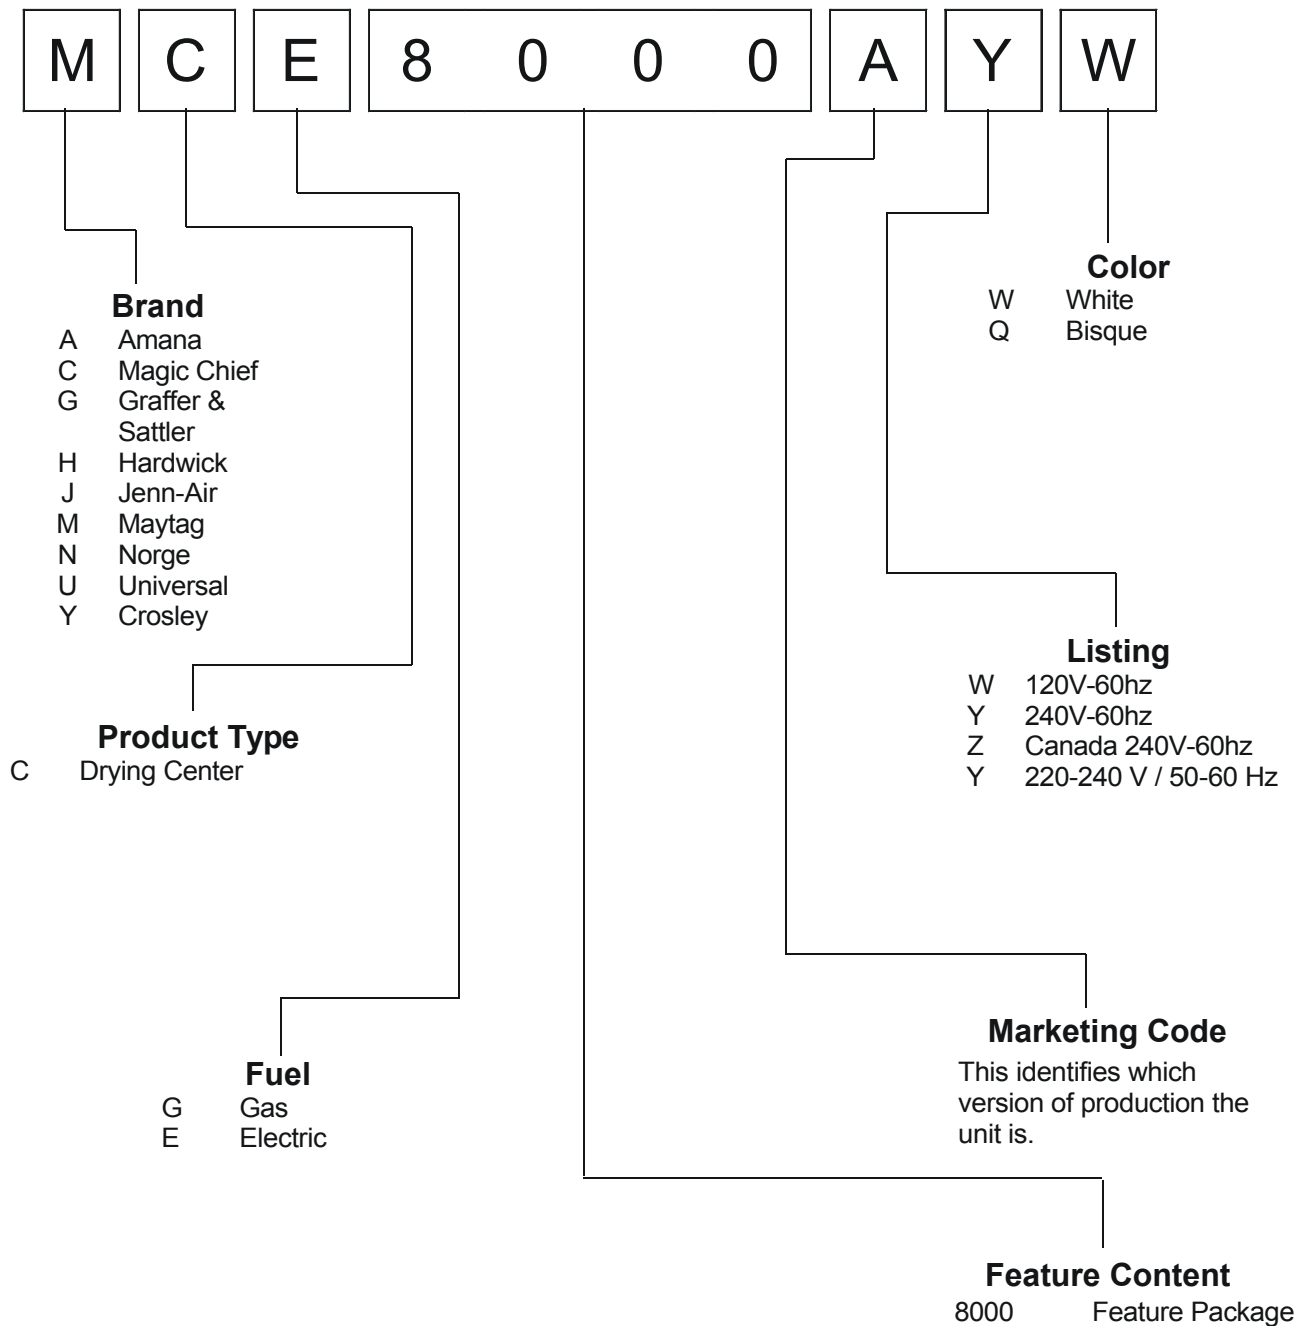 M C E 8 0 0 0 A Y W
Brand
A Amana
C Magic Chief
G Graffer &
Sattler
H Hardwick
J Jenn-Air
M Maytag
N Norge
U Universal
Y Crosley
Product Type
C Drying Center
Fuel
G Gas
E Electric
Color
W White
Q Bisque
Listing
W 120V-60hz
Y 240V-60hz
Z Canada 240V-60hz
Y 220-240 V / 50-60 Hz
Marketing Code
This identifies which
version of production the
unit is.
Feature Content
8000 Feature Package